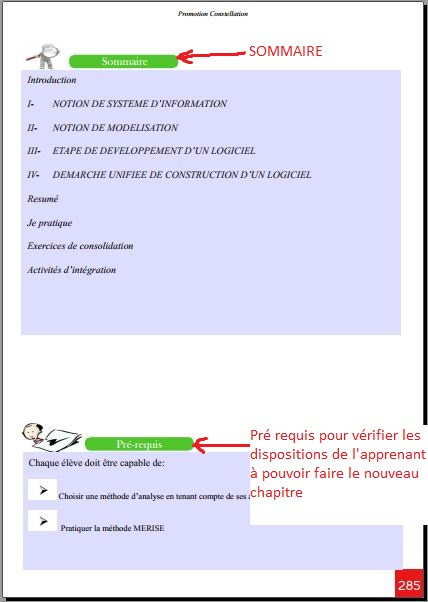 Promotion Constellation
Sommaire
SOMMAIRE
Introduction
I- NOTION DE SYSTEME D’INFORMATION
II- NOTION DE MODELISATION
III- ETAPE DE DEVELOPPEMENT D’UN LOGICIEL
IV- DEMARCHE UNIFIEE DE CONSTRUCTION D’UN LOGICIEL
Resumé
Je pratique
Exercices de consolidation
Activités d’intégration
Pré-requis
Pré requis pour vérifier les
dispositions de l'apprenant
à pouvoir faire le nouveau
chapitre
Chaque élève doit être capable de:
Choisir une méthode d’analyse en tenant compte de ses
Pratiquer la méthode MERISE
285